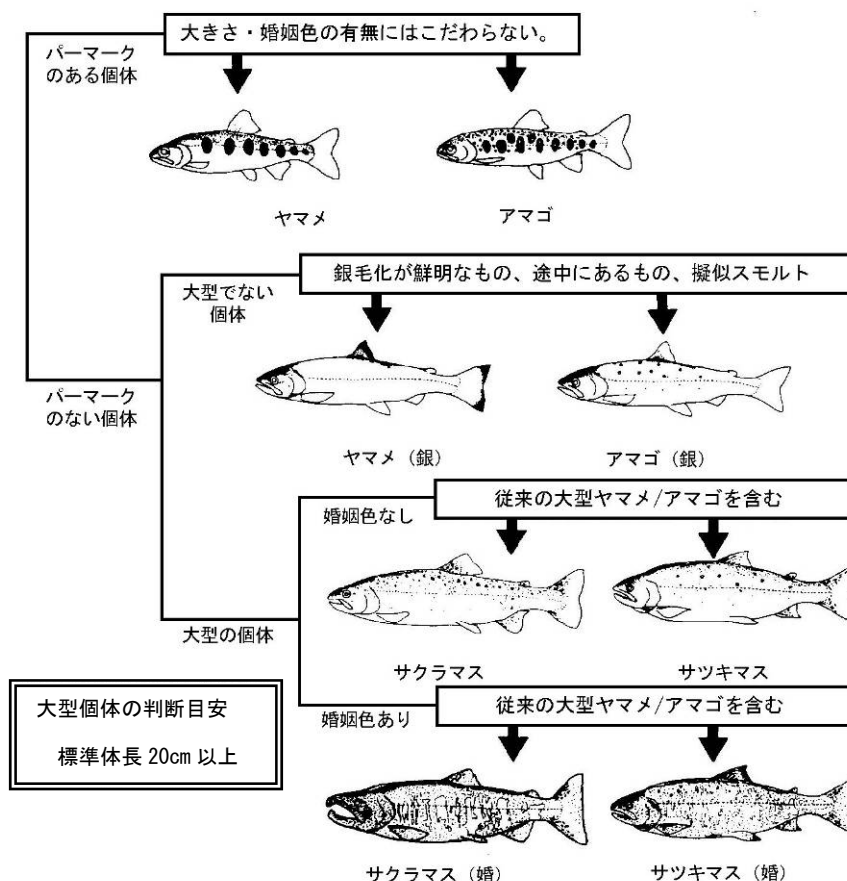 大きさ・婚姻色の有無にはこだわらない。
パーマーク
のある個体
ヤマメ
アマゴ
銀毛化が鮮明なもの、途中にあるもの、擬似スモルト
大型でない
個体
パーマーク
のない個体
ヤマメ（銀）
アマゴ（銀）
婚姻色なし
従来の大型ヤマメ/アマゴを含む
大型の個体
サクラマス
サツキマス
大型個体の判断目安
標準体長 20㎝ 以上
婚姻色あり
従来の大型ヤマメ/アマゴを含む
サクラマス（婚）
サツキマス（婚）